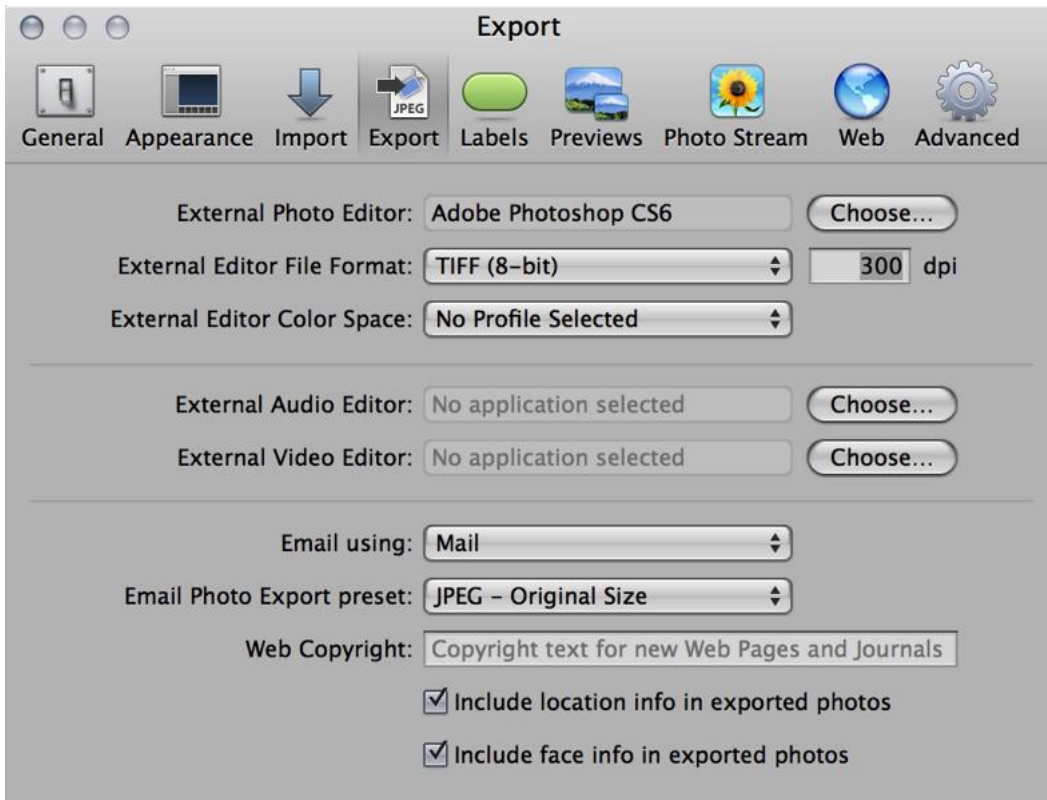 Export
JPEG
General Appearance Import Export Labels Previews Photo Stream Web Advanced
External Photo Editor: Adobe Photoshop CS6 Choose...
External Editor File Format: TIFF (8-bit) 300 dpi
External Editor Color Space: No Profile Selected
External Audio Editor: No application selected Choose...
External Video Editor: No application selected Choose...
Email using: Mail
Email Photo Export preset: JPEG – Original Size
Web Copyright: Copyright text for new Web Pages and Journals
Include location info in exported photos
Include face info in exported photos